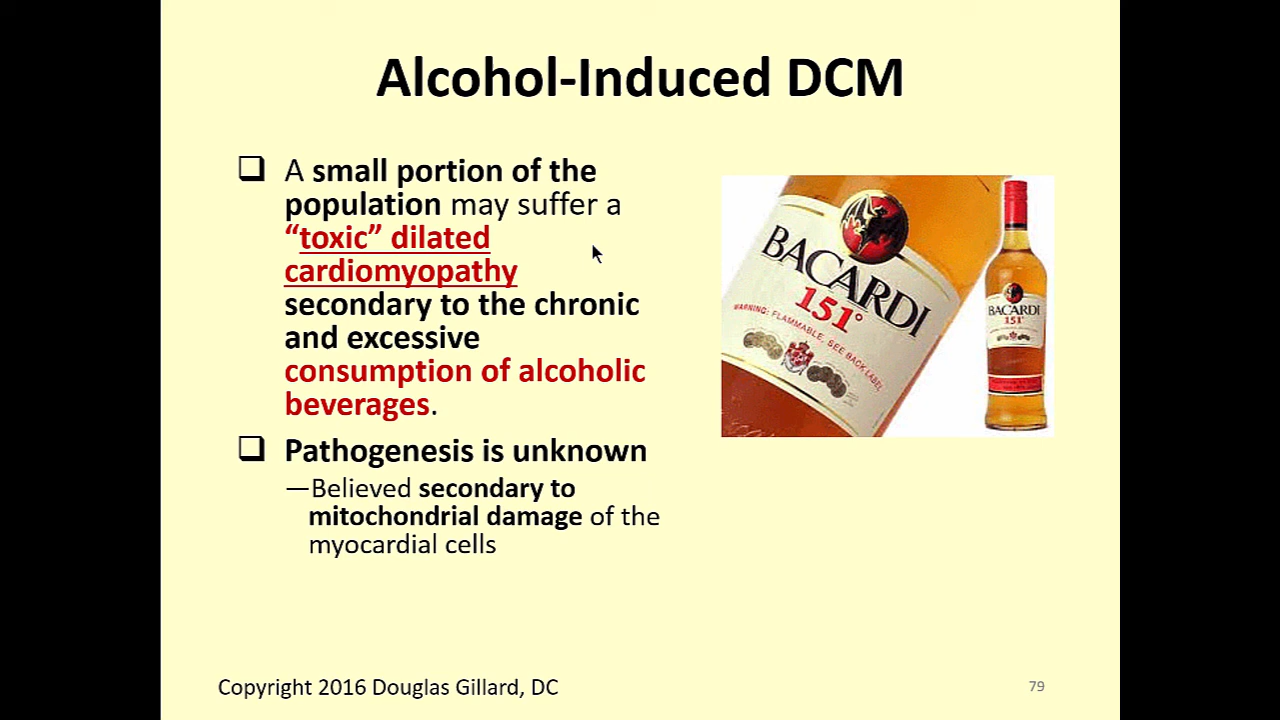 Alcohol-Induced DCM
❑ A small portion of the
population may suffer a
“toxic” dilated
cardiomyopathy
secondary to the chronic
and excessive
consumption of alcoholic
beverages.
❑ Pathogenesis is unknown
—Believed secondary to
mitochondrial damage of the
myocardial cells
BACARDI
151°
WARNING: FLAMMABLE, SEE BACK LABEL
BACARDI
151°
Copyright 2016 Douglas Gillard, DC
79